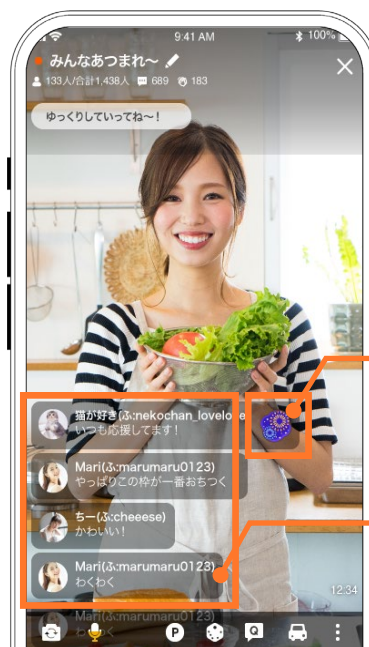 9:41 AM 100%
みんなあつまれ〜
133人/合計1,438人 689 183
ゆっくりしていってね〜!
猫が好き(ふ:nekochan_lovelove
いつも応援してます!
Mari(ふ:marumaru0123)
やっぱりこの枠が一番おちつく
ちー(ふ:cheeese)
かわいい!
Mari(ふ:marumaru0123)
わくわく
12:34
Mari(ふ:marumaru0123)
P Q